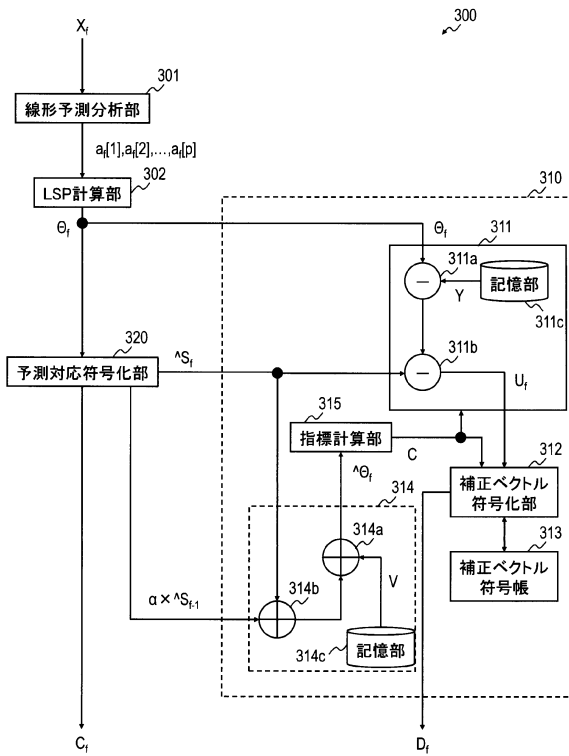 300
X_f
301
線形予測分析部
a_f[1],a_f[2],...,a_f[p]
302
LSP計算部
310
Θ_f
Θ_f
311
311a
記憶部
Y
311c
320
予測対応符号化部
^S_f
311b
U_f
315
指標計算部
C
312
補正ベクトル
符号化部
^Θ_f
314
314a
313
補正ベクトル
符号帳
V
α×^S_{f-1}
314b
314c
記憶部
C_f
D_f